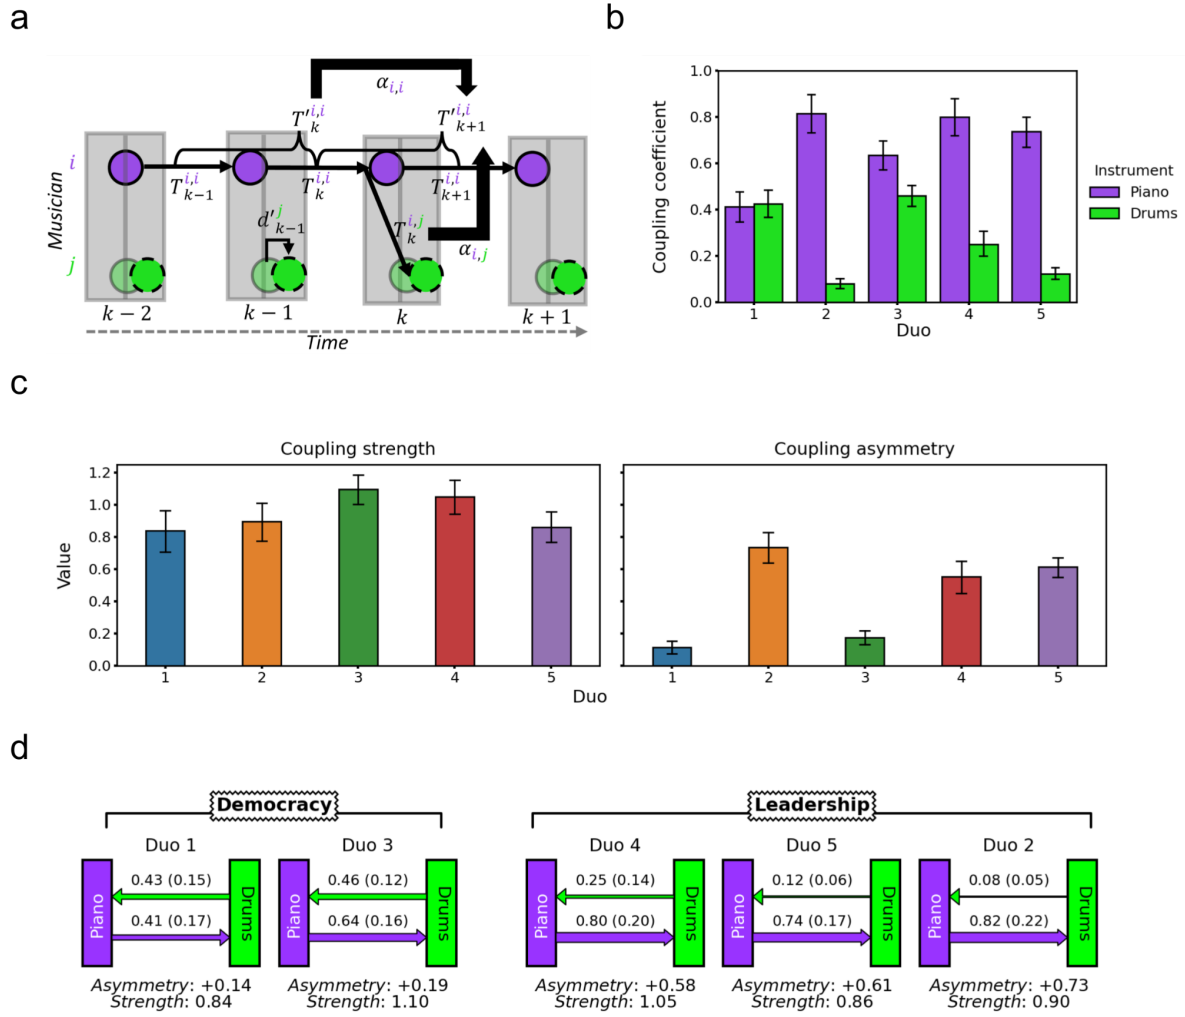 a
α i,i
T′ i,i k
T′ i,i k+1
i
T i,i k−1
T i,i k
T i,i k+1
Musician
d′ j k−1
T i,j k
α i,j
j
k − 2
k − 1
k
k + 1
Time
b
1.0
0.8
0.6
0.4
0.2
0.0
Coupling coefficient
1 2 3 4 5
Duo
Instrument
Piano
Drums
c
Coupling strength
Coupling asymmetry
1.2
1.0
0.8
0.6
0.4
0.2
0.0
Value
1 2 3 4 5
1 2 3 4 5
Duo
d
Democracy
Leadership
Duo 1
Duo 3
Duo 4
Duo 5
Duo 2
Piano
0.43 (0.15)
0.41 (0.17)
Drums
Piano
0.46 (0.12)
0.64 (0.16)
Drums
Piano
0.25 (0.14)
0.80 (0.20)
Drums
Piano
0.12 (0.06)
0.74 (0.17)
Drums
Piano
0.08 (0.05)
0.82 (0.22)
Drums
Asymmetry: +0.14
Strength: 0.84
Asymmetry: +0.19
Strength: 1.10
Asymmetry: +0.58
Strength: 1.05
Asymmetry: +0.61
Strength: 0.86
Asymmetry: +0.73
Strength: 0.90